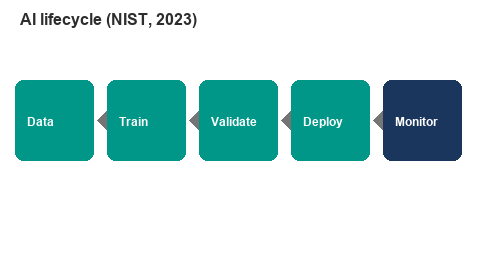 AI lifecycle (NIST, 2023)
Data
Train
Validate
Deploy
Monitor